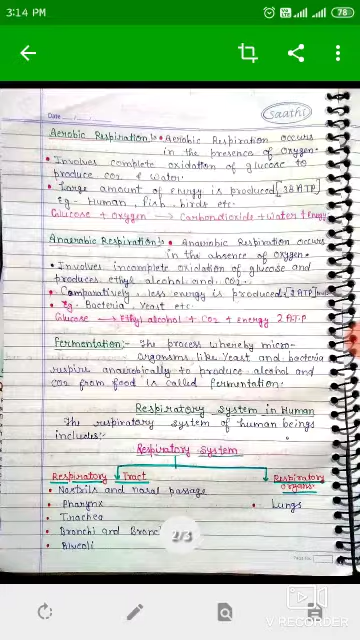 3:14 PM
78
Date
Saathi
Aerobic Respiration :- • Aerobic Respiration occurs
in the presence of oxygen.
• Involves complete oxidation of glucose to
produce CO2 & water.
• Large amount of Energy is produced [38 ATP]
Eg- Human, fish, birds etc.
Glucose + Oxygen → Carbondioxide + Water + Energy
Anaerobic Respiration :- • Anaerobic Respiration occurs
in the absence of oxygen.
• Involves incomplete oxidation of glucose and
produces ethyl alcohol and CO2.
• Comparatively less energy is produced [2 ATP]
• Eg. Bacteria, Yeast etc.
Glucose → Ethyl alcohol + CO2 + Energy 2 ATP
Fermentation :- The process whereby micro-
organisms, like Yeast and bacteria
respire anaerobically to produce alcohol and
CO2 from food is called fermentation.
Respiratory system in Human
The respiratory system of human beings
includes:-
Respiratory System
Respiratory Tract
Respiratory Organs
• Nostrils and nasal passage
• Pharynx
• Lungs
• Trachea
• Bronchi and Bronc
2/3
• Alveoli
V RECORDER